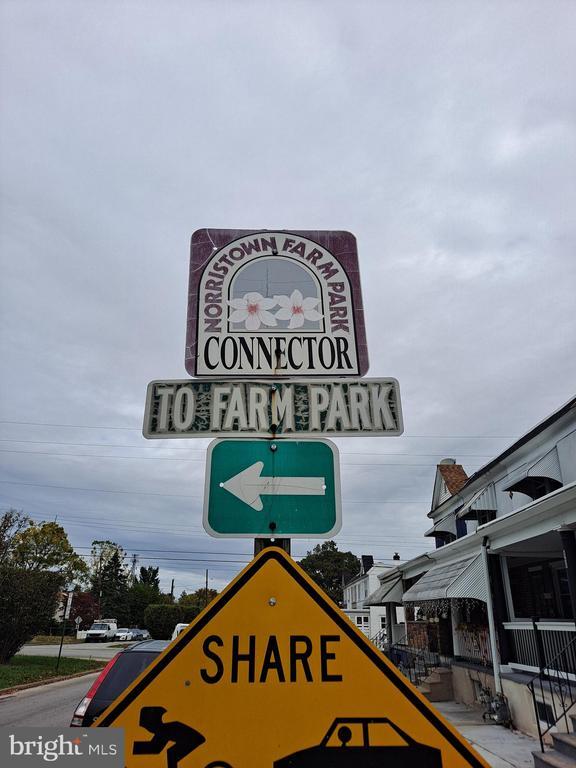 NORRISTOWN FARM PARK
CONNECTOR
TO FARM PARK
SHARE
bright MLS